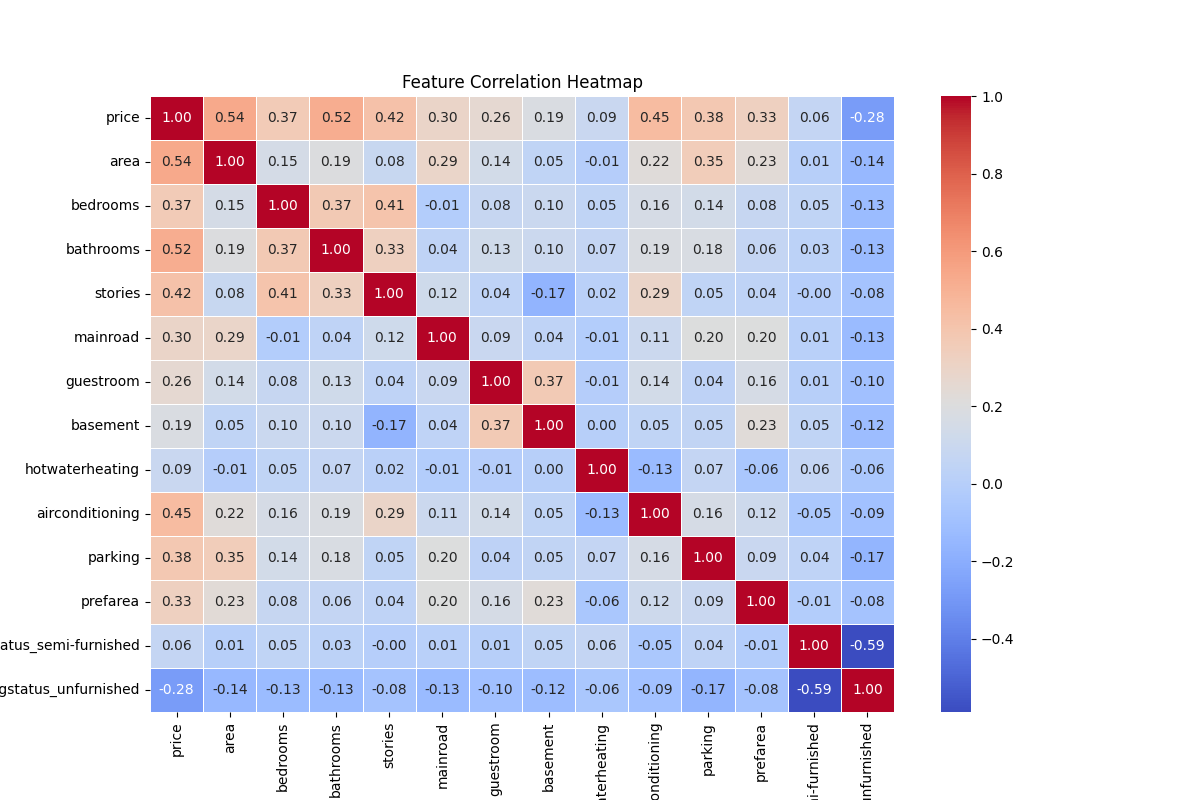 Feature Correlation Heatmap
price 1.00 0.54 0.37 0.52 0.42 0.30 0.26 0.19 0.09 0.45 0.38 0.33 0.06 -0.28
area 0.54 1.00 0.15 0.19 0.08 0.29 0.14 0.05 -0.01 0.22 0.35 0.23 0.01 -0.14
bedrooms 0.37 0.15 1.00 0.37 0.41 -0.01 0.08 0.10 0.05 0.16 0.14 0.08 0.05 -0.13
bathrooms 0.52 0.19 0.37 1.00 0.33 0.04 0.13 0.10 0.07 0.19 0.18 0.06 0.03 -0.13
stories 0.42 0.08 0.41 0.33 1.00 0.12 0.04 -0.17 0.02 0.29 0.05 0.04 -0.00 -0.08
mainroad 0.30 0.29 -0.01 0.04 0.12 1.00 0.09 0.04 -0.01 0.11 0.20 0.20 0.01 -0.13
guestroom 0.26 0.14 0.08 0.13 0.04 0.09 1.00 0.37 -0.01 0.14 0.04 0.16 0.01 -0.10
basement 0.19 0.05 0.10 0.10 -0.17 0.04 0.37 1.00 0.00 0.05 0.05 0.23 0.05 -0.12
hotwaterheating 0.09 -0.01 0.05 0.07 0.02 -0.01 -0.01 0.00 1.00 -0.13 0.07 -0.06 0.06 -0.06
airconditioning 0.45 0.22 0.16 0.19 0.29 0.11 0.14 0.05 -0.13 1.00 0.16 0.12 -0.05 -0.09
parking 0.38 0.35 0.14 0.18 0.05 0.20 0.04 0.05 0.07 0.16 1.00 0.09 0.04 -0.17
prefarea 0.33 0.23 0.08 0.06 0.04 0.20 0.16 0.23 -0.06 0.12 0.09 1.00 -0.01 -0.08
atus_semi-furnished 0.06 0.01 0.05 0.03 -0.00 0.01 0.01 0.05 0.06 -0.05 0.04 -0.01 1.00 -0.59
gstatus_unfurnished -0.28 -0.14 -0.13 -0.13 -0.08 -0.13 -0.10 -0.12 -0.06 -0.09 -0.17 -0.08 -0.59 1.00
price
area
bedrooms
bathrooms
stories
mainroad
guestroom
basement
terheating
onditioning
parking
prefarea
i-furnished
unfurnished
1.0
0.8
0.6
0.4
0.2
0.0
−0.2
−0.4